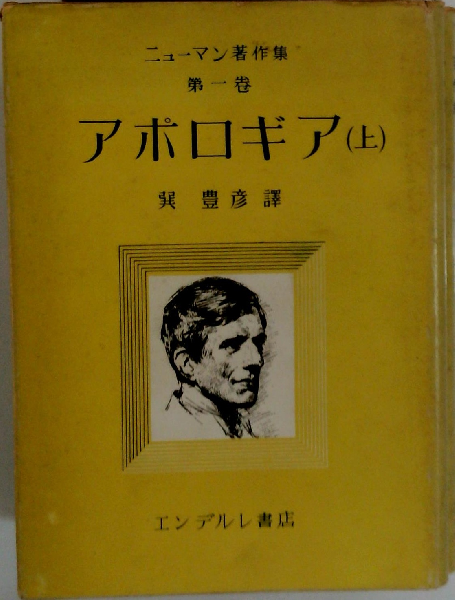 ニューマン著作集
第一巻
アポロギア(上)
巽 豊彦 譯
エンデルレ書店